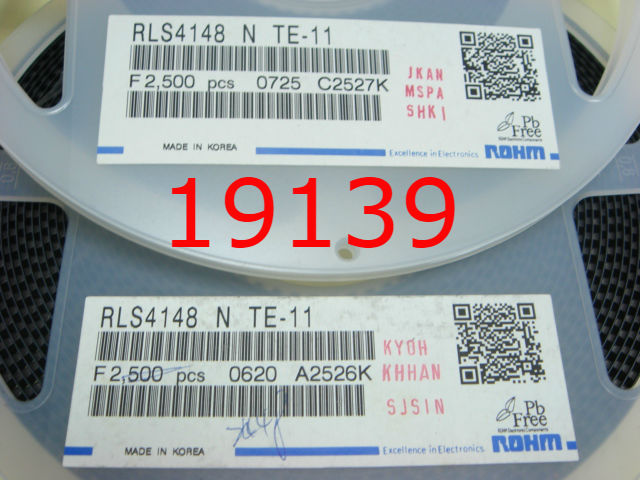 RLS4148 N TE-11
F 2,500 pcs 0725 C2527K
JKAN
MSPA
SHKI
Pb
Free
MADE IN KOREA
Excellence in Electronics
ROHM
19139
RLS4148 N TE-11
KYOH
F 2,500 pcs 0620 A2526K
KHHAN
SJSIN
Pb
Free
MADE IN KOREA
Excellence in Electronics
ROHM